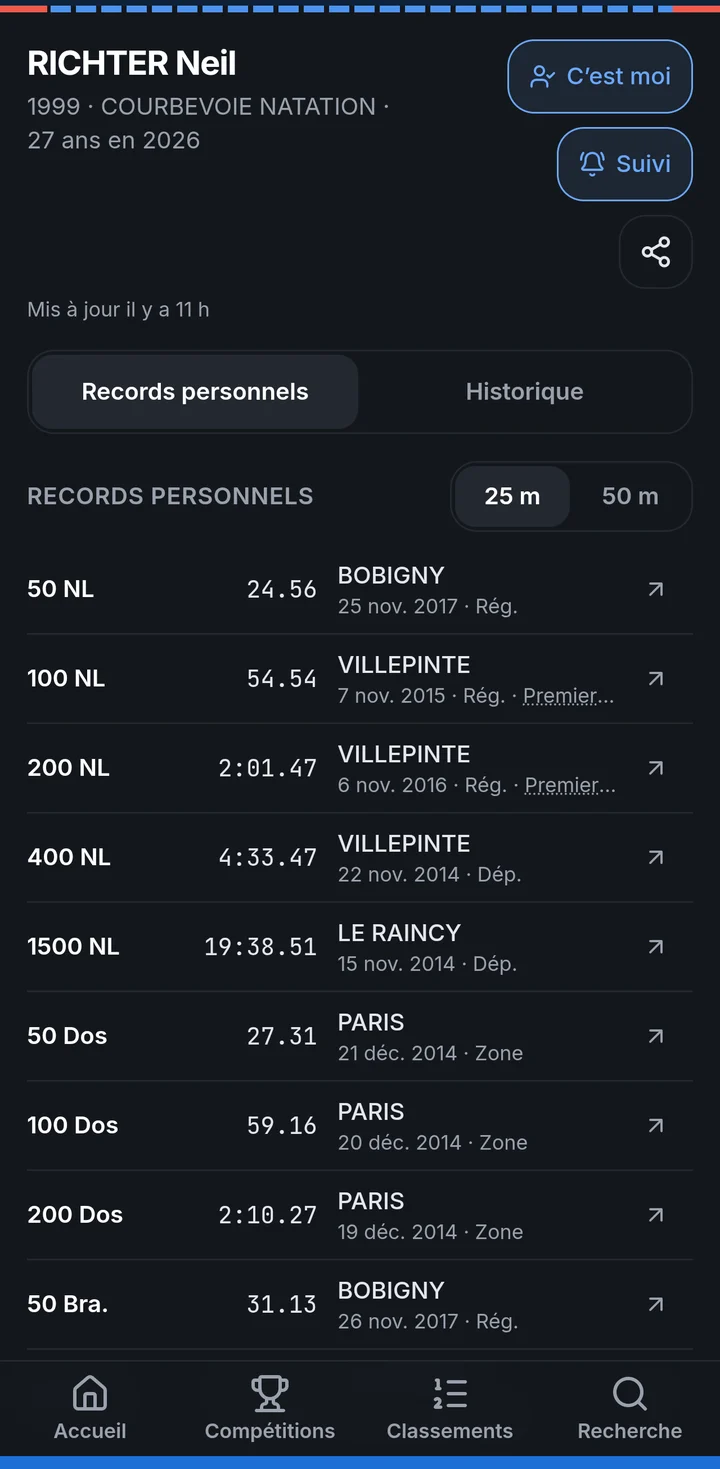 RICHTER Neil
1999 · COURBEVOIE NATATION ·
27 ans en 2026
C’est moi
Suivi
Mis à jour il y a 11 h
Records personnels
Historique
RECORDS PERSONNELS
25 m
50 m
50 NL 24.56 BOBIGNY
25 nov. 2017 · Rég.
100 NL 54.54 VILLEPINTE
7 nov. 2015 · Rég. · Premier...
200 NL 2:01.47 VILLEPINTE
6 nov. 2016 · Rég. · Premier...
400 NL 4:33.47 VILLEPINTE
22 nov. 2014 · Dép.
1500 NL 19:38.51 LE RAINCY
15 nov. 2014 · Dép.
50 Dos 27.31 PARIS
21 déc. 2014 · Zone
100 Dos 59.16 PARIS
20 déc. 2014 · Zone
200 Dos 2:10.27 PARIS
19 déc. 2014 · Zone
50 Bra. 31.13 BOBIGNY
26 nov. 2017 · Rég.
Accueil
Compétitions
Classements
Recherche